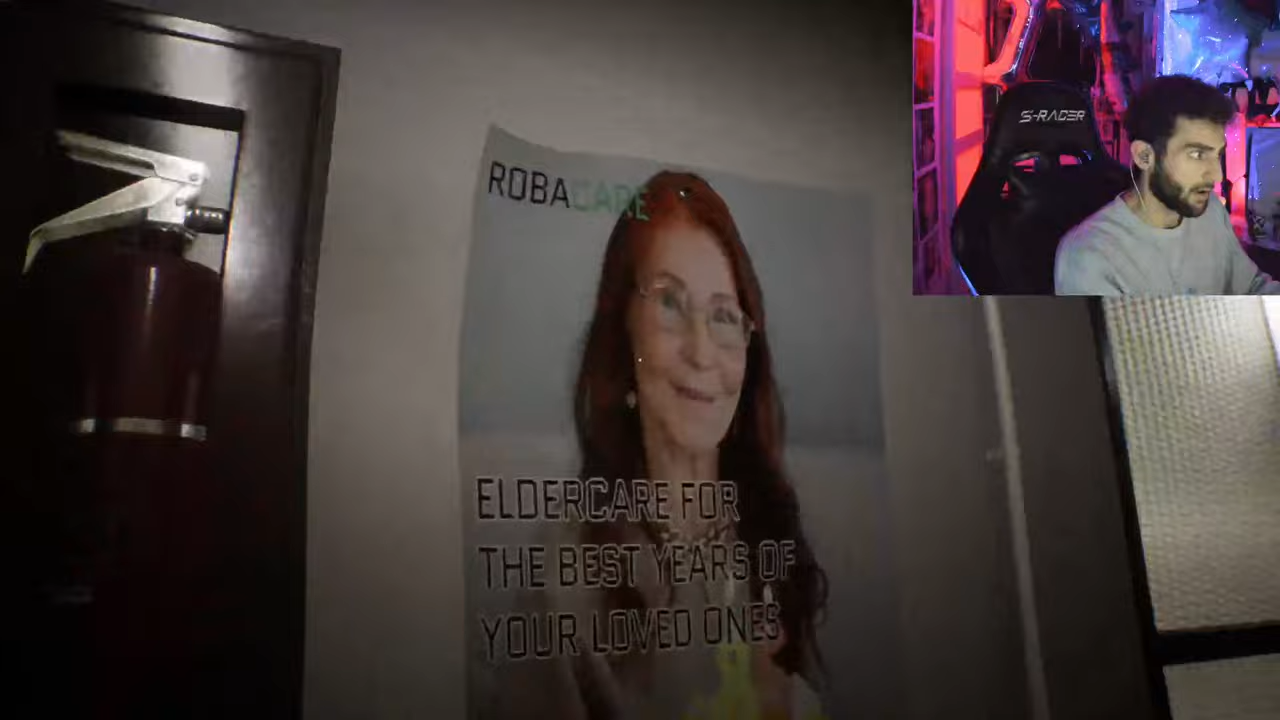 S-RACER
ROBACARE
ELDERCARE FOR
THE BEST YEARS OF
YOUR LOVED ONES